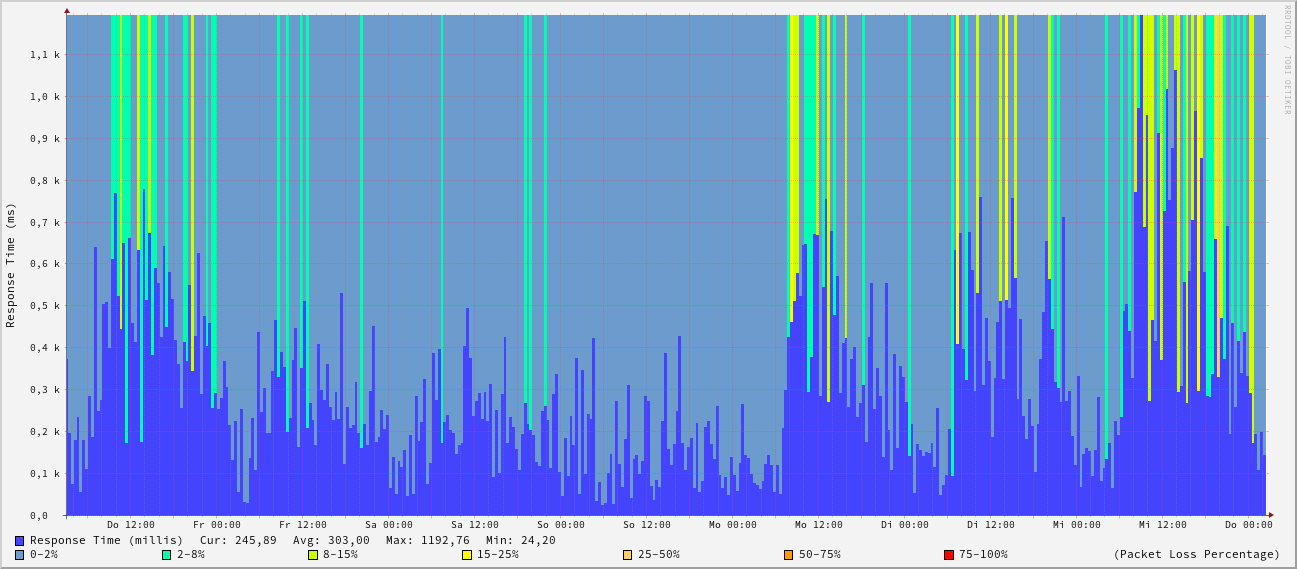 RRDTOOL / TOBI OETIKER
Response Time (ms)
1,1 k
1,0 k
0,9 k
0,8 k
0,7 k
0,6 k
0,5 k
0,4 k
0,3 k
0,2 k
0,1 k
0,0
Do 12:00 Fr 00:00 Fr 12:00 Sa 00:00 Sa 12:00 So 00:00 So 12:00 Mo 00:00 Mo 12:00 Di 00:00 Di 12:00 Mi 00:00 Mi 12:00 Do 00:00
Response Time (millis) Cur: 245,89 Avg: 303,00 Max: 1192,76 Min: 24,20
0-2% 2-8% 8-15% 15-25% 25-50% 50-75% 75-100% (Packet Loss Percentage)